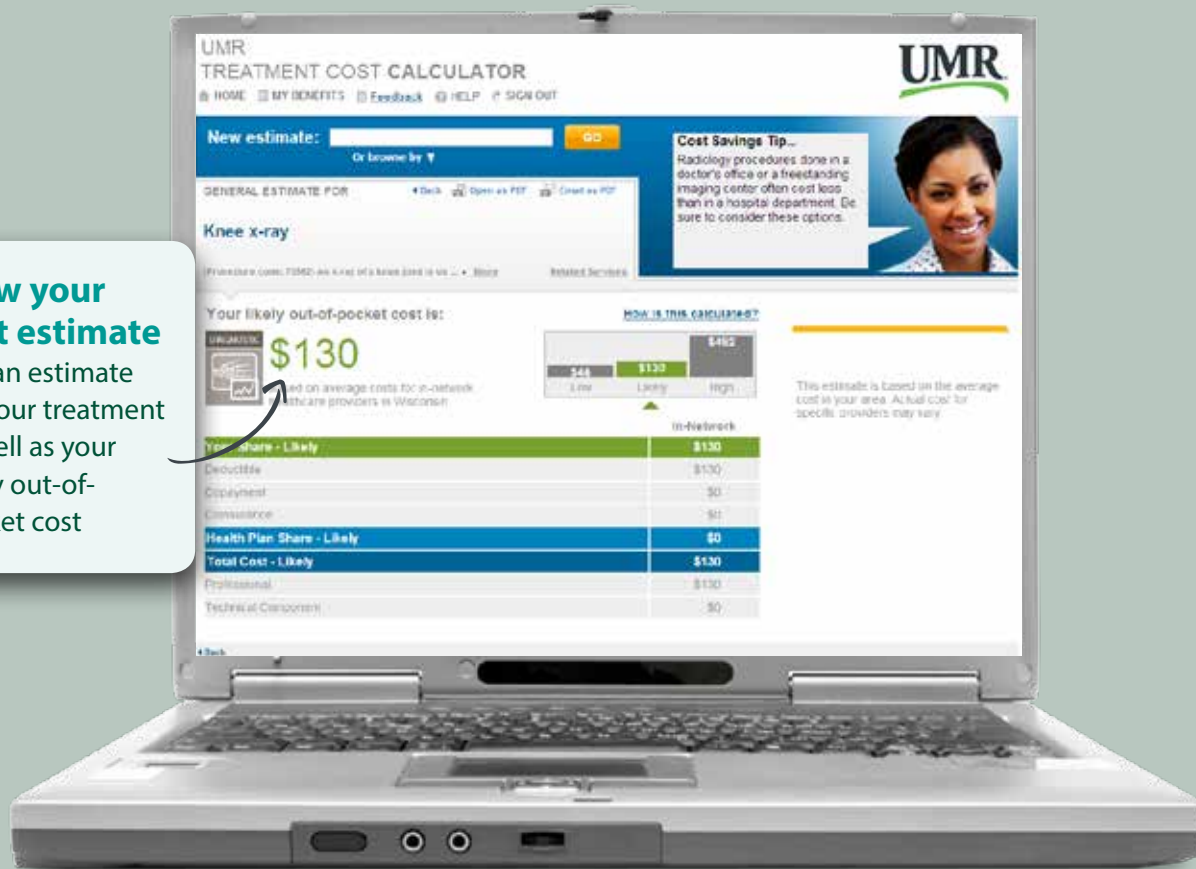 UMR
TREATMENT COST CALCULATOR
UMR
HOME MY BENEFITS Feedback HELP SIGN OUT
New estimate: GO
Or browse by
Cost Savings Tip...
Radiology procedures done in a
doctor's office or a freestanding
imaging center often cost less
than in a hospital department. Be
sure to consider these options.
GENERAL ESTIMATE FOR Back Open as PDF Email as PDF
Knee x-ray
More Related Services
w your
t estimate
an estimate
our treatment
ell as your
y out-of-
et cost
Your likely out-of-pocket cost is:
How is this calculated?
DIAGNOSTIC
$130
on average costs for in-network
healthcare providers in Wisconsin
$46 $130 $492
Low Likely High
This estimate is based on the average
cost in your area. Actual cost for
specific providers may vary.
In-Network
Your Share - Likely $130
Deductible $130
Copayment $0
Coinsurance $0
Health Plan Share - Likely $0
Total Cost - Likely $130
Professional $130
Technical Component $0
Back